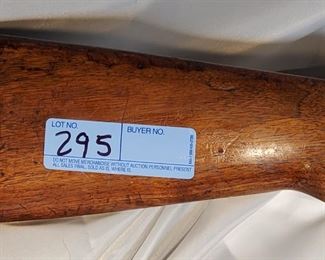 LOT NO.
BUYER NO.
295
DO NOT MOVE MERCHANDISE WITHOUT AUCTION PERSONNEL PRESENT
ALL SALES FINAL, SOLD AS IS, WHERE IS.